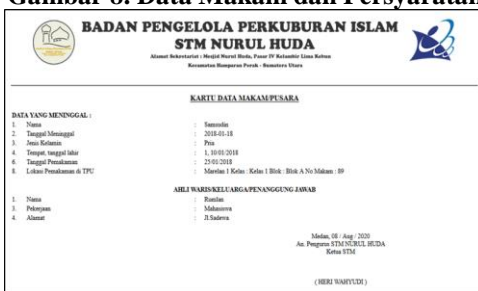 Gambar 8. Data Makam dan Persyaratan
BADAN PENGELOLA PERKUBURAN ISLAM
STM NURUL HUDA
Alamat Sekretariat : Mesjid Nurul Huda, Pasar IV Kelambir Lima Kebun
Kecamatan Hamparan Perak - Sumatera Utara
KARTU DATA MAKAM/PUSARA
DATA YANG MENINGGAL :
1. Nama : Samsudin
2. Tanggal Meninggal : 2018-01-18
3. Jenis Kelamin : Pria
4. Tempat, tanggal lahir : 1, 10/01/2018
6. Tanggal Pemakaman : 25/01/2018
8. Lokasi Pemakaman di TPU : Marelan 1 Kelas : Kelas 1 Blok : Blok A No Makam : 89
AHLI WARIS/KELUARGA/PENANGGUNG JAWAB
1. Nama : Rusdan
3. Pekerjaan : Mahasiswa
4. Alamat : Jl.Sadewa
Medan, 08 / Aug / 2020
An. Pengurus STM NURUL HUDA
Ketua STM
( HERI WAHYUDI )